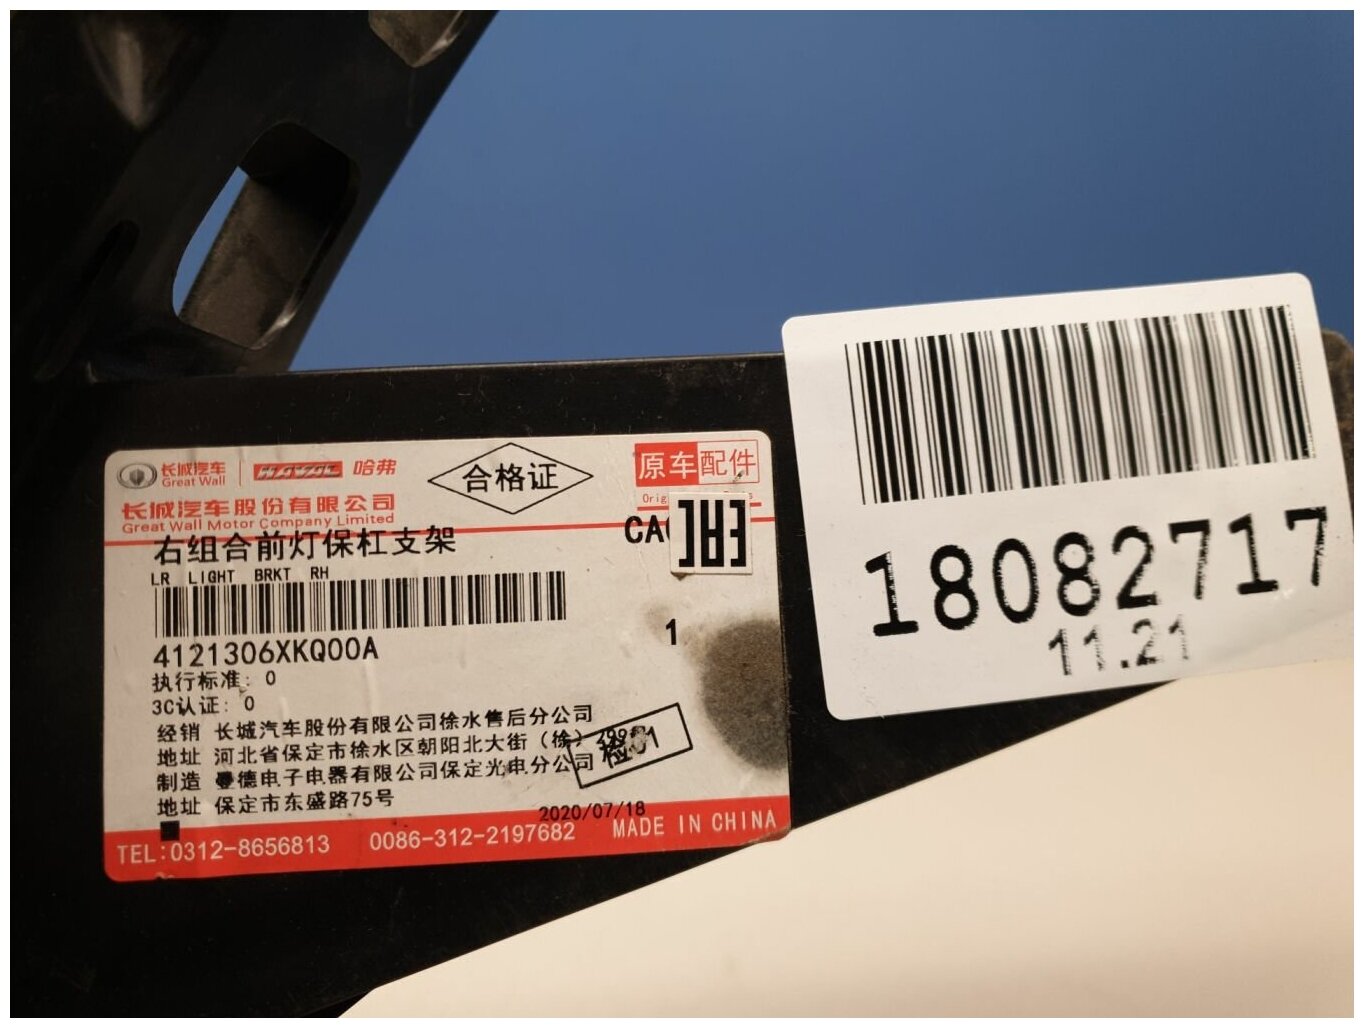 长城汽车
Great Wall
HAVAL 哈弗
合格证
原车配件
长城汽车股份有限公司
Great Wall Motor Company Limited
右组合前灯保杠支架
LR LIGHT BRKT RH
4121306XKQ00A
1
执行标准: 0
3C认证: 0
经销 长城汽车股份有限公司徐水售后分公司
地址 河北省保定市徐水区朝阳北大街（徐）
制造 曼德电子电器有限公司保定光电分公司
地址 保定市东盛路75号
2020/07/18
TEL:0312-8656813 0086-312-2197682 MADE IN CHINA
18082717
11.21